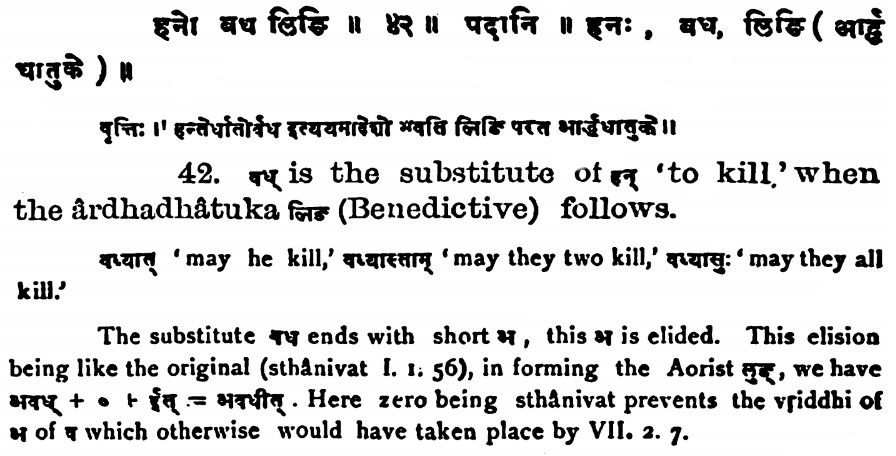 हनो वध लिङि ॥ ४२ ॥ पदानि ॥ हनः , वध, लिङि ( आर्द्ध
धातुके ) ॥
वृत्तिः ।' हन्तेर्धातोर्वध इत्ययमादेशो भवति लिङि परत आर्द्धधातुके॥
42. वध् is the substitute of हन् ‘to kill,’ when
the ârdhadhâtuka लिङ (Benedictive) follows.
वध्यात् ‘may he kill,’ वध्यास्ताम् ‘may they two kill,’ वध्यासुः ‘may they all
kill.’
The substitute वध ends with short अ , this अ is elided. This elision
being like the original (sthânivat I. 1. 56), in forming the Aorist लुङ्, we have
अवध् + ० + ईत् = अवधीत् . Here zero being sthânivat prevents the vṛiddhi of
अ of व which otherwise would have taken place by VII. 2. 7.